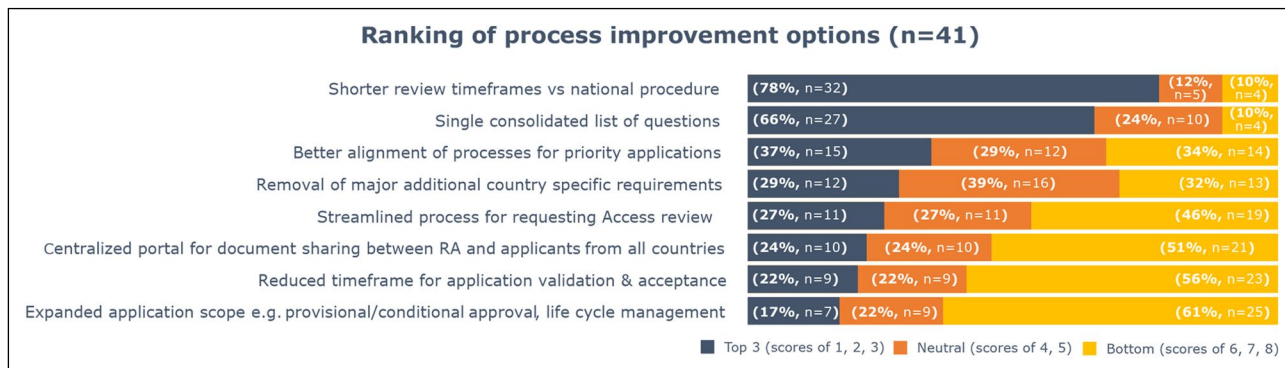 Ranking of process improvement options (n=41)
Shorter review timeframes vs national procedure (78%, n=32) (12%, n=5) (10%, n=4)
Single consolidated list of questions (66%, n=27) (24%, n=10) (10%, n=4)
Better alignment of processes for priority applications (37%, n=15) (29%, n=12) (34%, n=14)
Removal of major additional country specific requirements (29%, n=12) (39%, n=16) (32%, n=13)
Streamlined process for requesting Access review (27%, n=11) (27%, n=11) (46%, n=19)
Centralized portal for document sharing between RA and applicants from all countries (24%, n=10) (24%, n=10) (51%, n=21)
Reduced timeframe for application validation & acceptance (22%, n=9) (22%, n=9) (56%, n=23)
Expanded application scope e.g. provisional/conditional approval, life cycle management (17%, n=7) (22%, n=9) (61%, n=25)
Top 3 (scores of 1, 2, 3) Neutral (scores of 4, 5) Bottom (scores of 6, 7, 8)